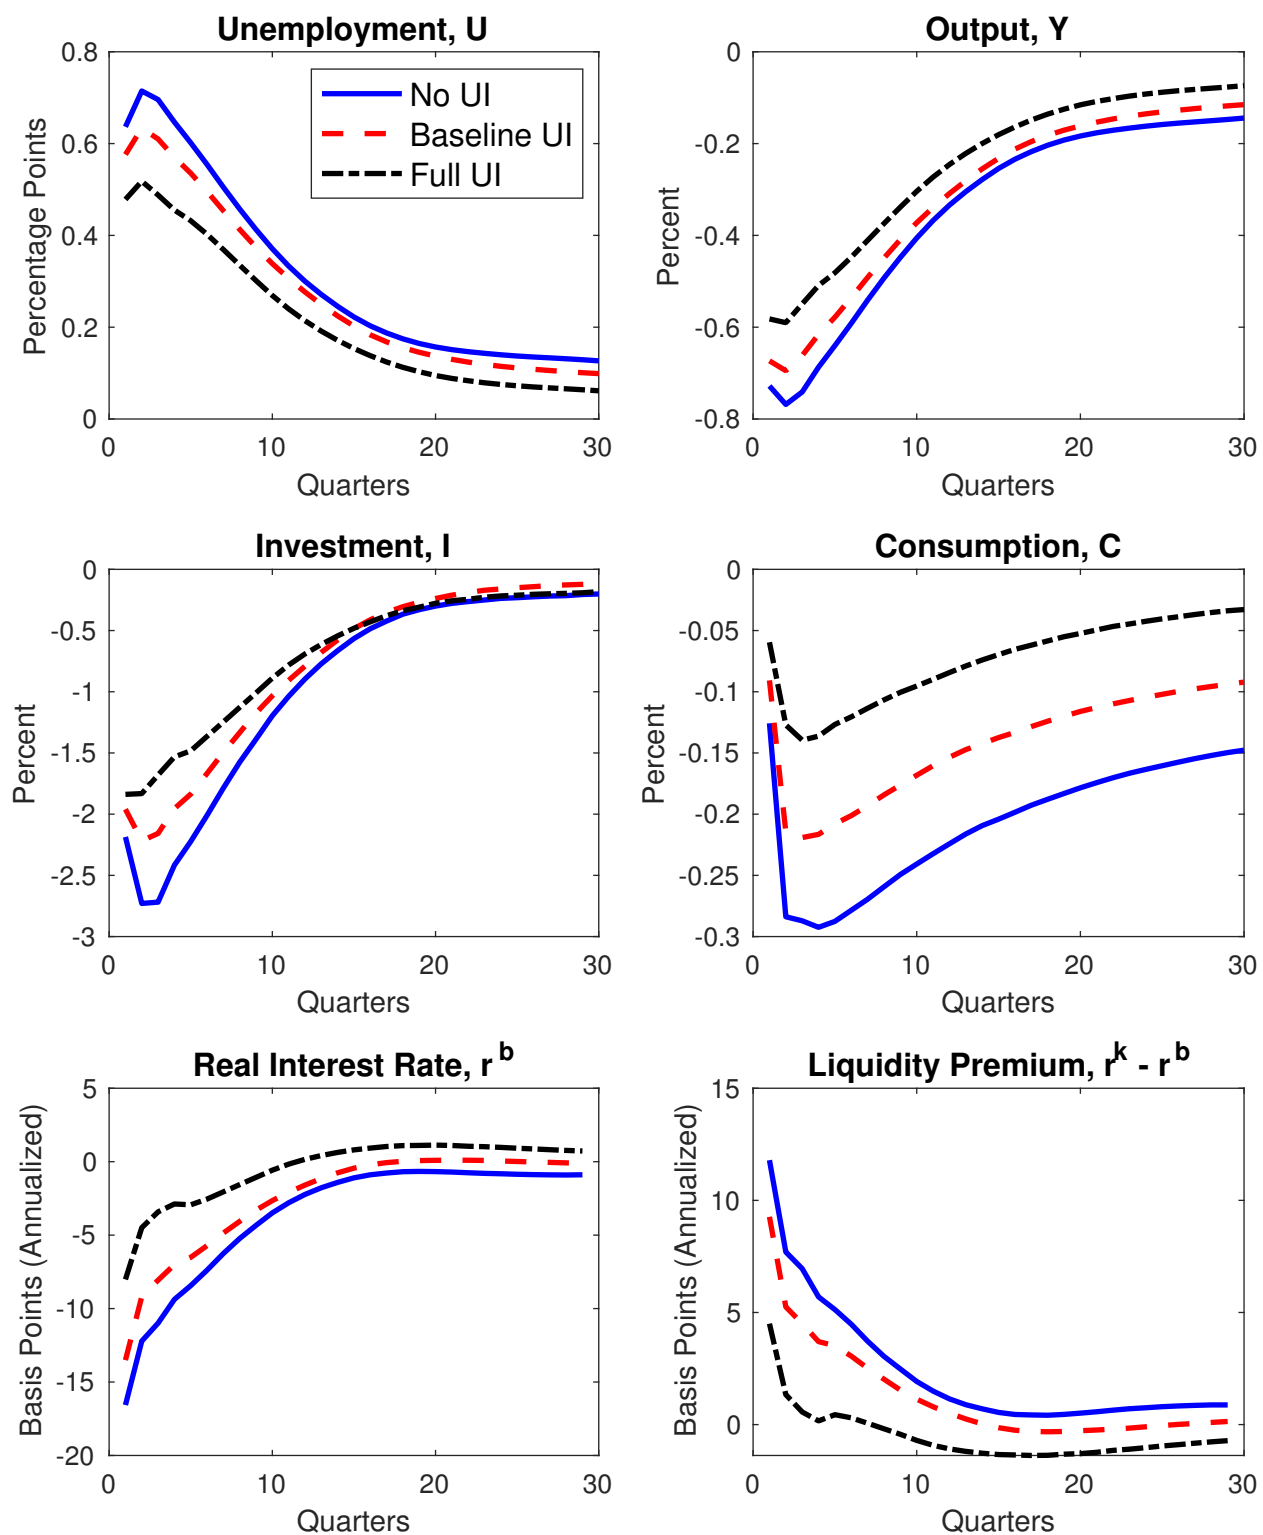 Unemployment, U
0.8
0.6
0.4
0.2
0
Percentage Points
No UI
Baseline UI
Full UI
0 10 20 30
Quarters
Output, Y
0
-0.2
-0.4
-0.6
-0.8
Percent
0 10 20 30
Quarters
Investment, I
0
-0.5
-1
-1.5
-2
-2.5
-3
Percent
0 10 20 30
Quarters
Consumption, C
0
-0.05
-0.1
-0.15
-0.2
-0.25
-0.3
Percent
0 10 20 30
Quarters
Real Interest Rate, r b
5
0
-5
-10
-15
-20
Basis Points (Annualized)
0 10 20 30
Quarters
Liquidity Premium, rk - r b
15
10
5
0
Basis Points (Annualized)
0 10 20 30
Quarters